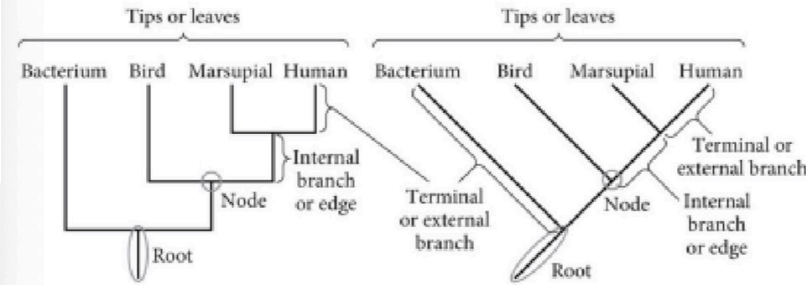 Tips or leaves
Bacterium Bird Marsupial Human
Internal
branch
or edge
Node
Root
Terminal
or external
branch
Tips or leaves
Bacterium Bird Marsupial Human
Terminal or
external branch
Internal
branch
or edge
Node
Root